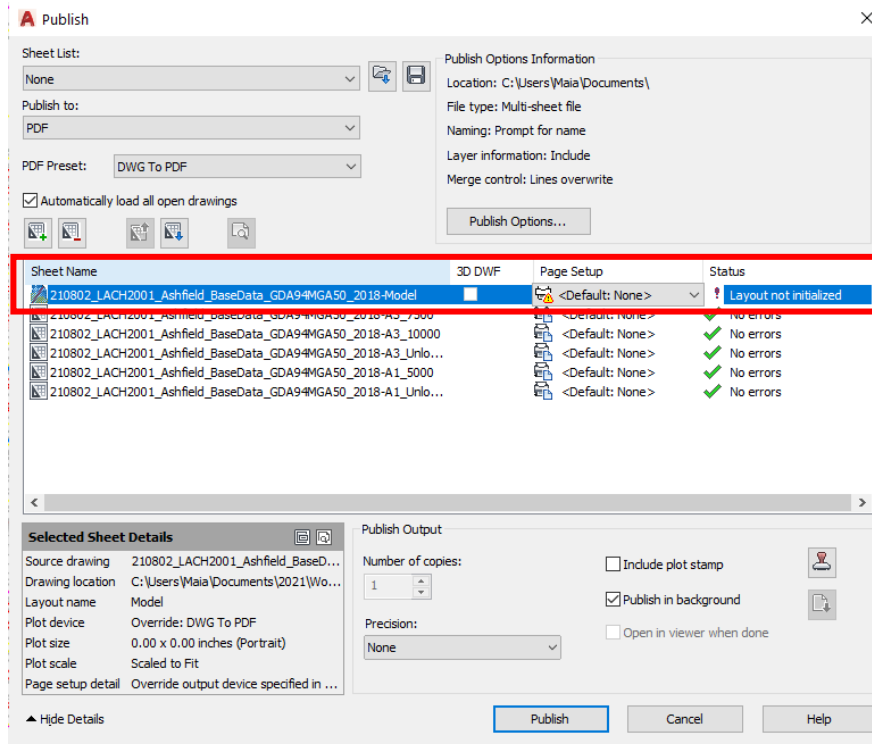 Publish
Sheet List:
None
Publish to:
PDF
PDF Preset: DWG To PDF
Automatically load all open drawings
Publish Options Information
Location: C:\Users\Maia\Documents\
File type: Multi-sheet file
Naming: Prompt for name
Layer information: Include
Merge control: Lines overwrite
Publish Options...
Sheet Name 3D DWF Page Setup Status
210802_LACH2001_Ashfield_BaseData_GDA94MGA50_2018-Model <Default: None> Layout not initialized
210802_LACH2001_Ashfield_BaseData_GDA94MGA50_2018-A3_7500 <Default: None> No errors
210802_LACH2001_Ashfield_BaseData_GDA94MGA50_2018-A3_10000 <Default: None> No errors
210802_LACH2001_Ashfield_BaseData_GDA94MGA50_2018-A3_Unlo... <Default: None> No errors
210802_LACH2001_Ashfield_BaseData_GDA94MGA50_2018-A1_5000 <Default: None> No errors
210802_LACH2001_Ashfield_BaseData_GDA94MGA50_2018-A1_Unlo... <Default: None> No errors
Selected Sheet Details
Source drawing 210802_LACH2001_Ashfield_BaseD...
Drawing location C:\Users\Maia\Documents\2021\Wo...
Layout name Model
Plot device Override: DWG To PDF
Plot size 0.00 x 0.00 inches (Portrait)
Plot scale Scaled to Fit
Page setup detail Override output device specified in ...
Publish Output
Number of copies:
1
Precision:
None
Include plot stamp
Publish in background
Open in viewer when done
Hide Details
Publish Cancel Help